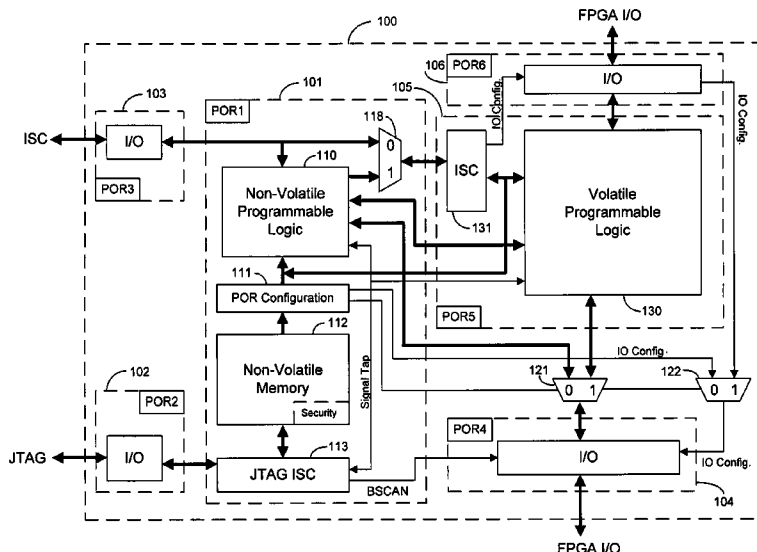 FPGA I/O
100
106
POR6
I/O
IO Config.
IO Config.
103
I/O
POR3
ISC
101
POR1
118
0
1
105
ISC
131
110
Non-Volatile
Programmable
Logic
Volatile
Programmable
Logic
130
POR5
111
POR Configuration
112
Non-Volatile
Memory
Security
Signal Tap
IO Config.
121
0 1
122
0 1
102
POR2
I/O
JTAG
113
JTAG ISC
BSCAN
POR4
I/O
IO Config.
104
FPGA I/O